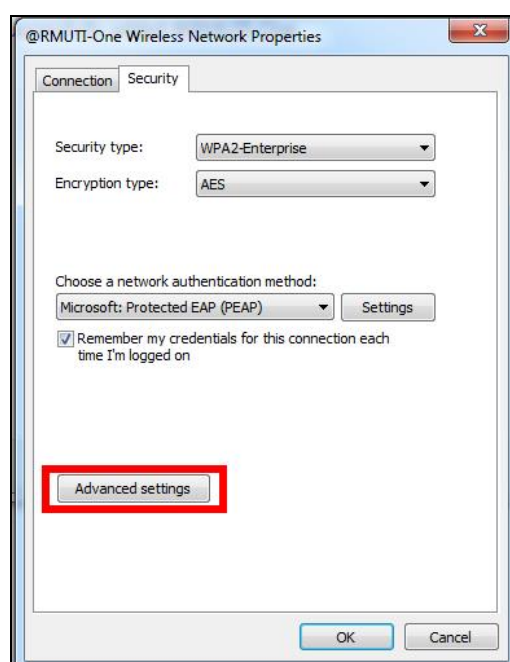 @RMUTI-One Wireless Network Properties
Connection Security
Security type: WPA2-Enterprise
Encryption type: AES
Choose a network authentication method:
Microsoft: Protected EAP (PEAP) Settings
Remember my credentials for this connection each
time I'm logged on
Advanced settings
OK Cancel